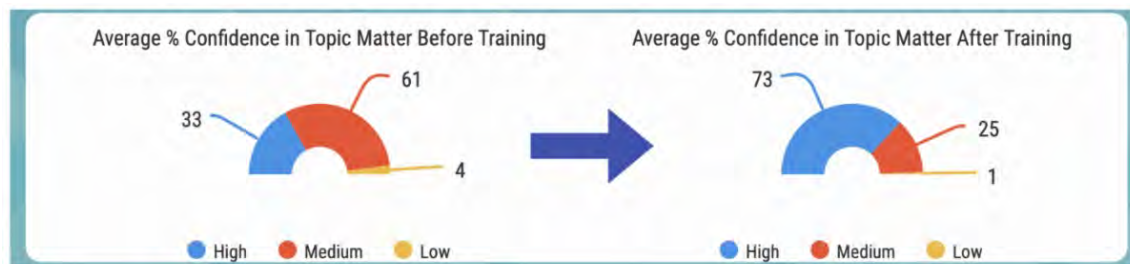 Average % Confidence in Topic Matter Before Training
61
33
4
High Medium Low
Average % Confidence in Topic Matter After Training
73
25
1
High Medium Low